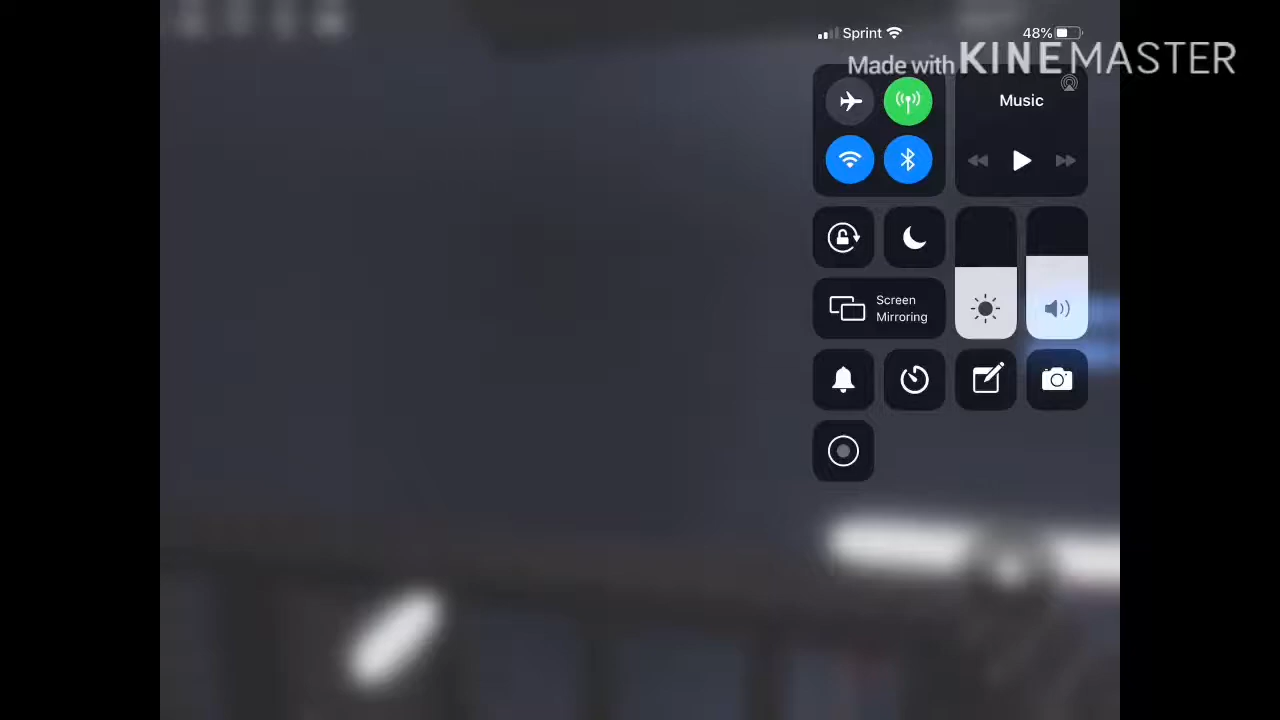 Sprint 48%
Made with KINEMASTER
Music
Screen
Mirroring